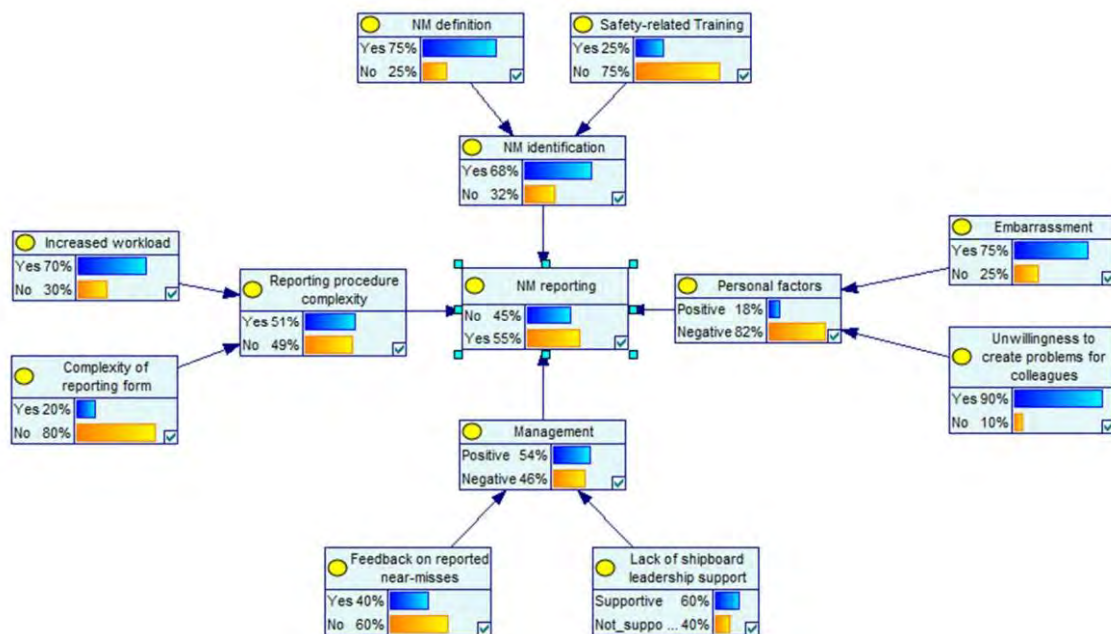 NM definition
Yes 75%
No 25%
Safety-related Training
Yes 25%
No 75%
NM identification
Yes 68%
No 32%
Increased workload
Yes 70%
No 30%
Reporting procedure
complexity
Yes 51%
No 49%
NM reporting
No 45%
Yes 55%
Personal factors
Positive 18%
Negative 82%
Embarrassment
Yes 75%
No 25%
Complexity of
reporting form
Yes 20%
No 80%
Unwillingness to
create problems for
colleagues
Yes 90%
No 10%
Management
Positive 54%
Negative 46%
Feedback on reported
near-misses
Yes 40%
No 60%
Lack of shipboard
leadership support
Supportive 60%
Not_suppo ... 40%